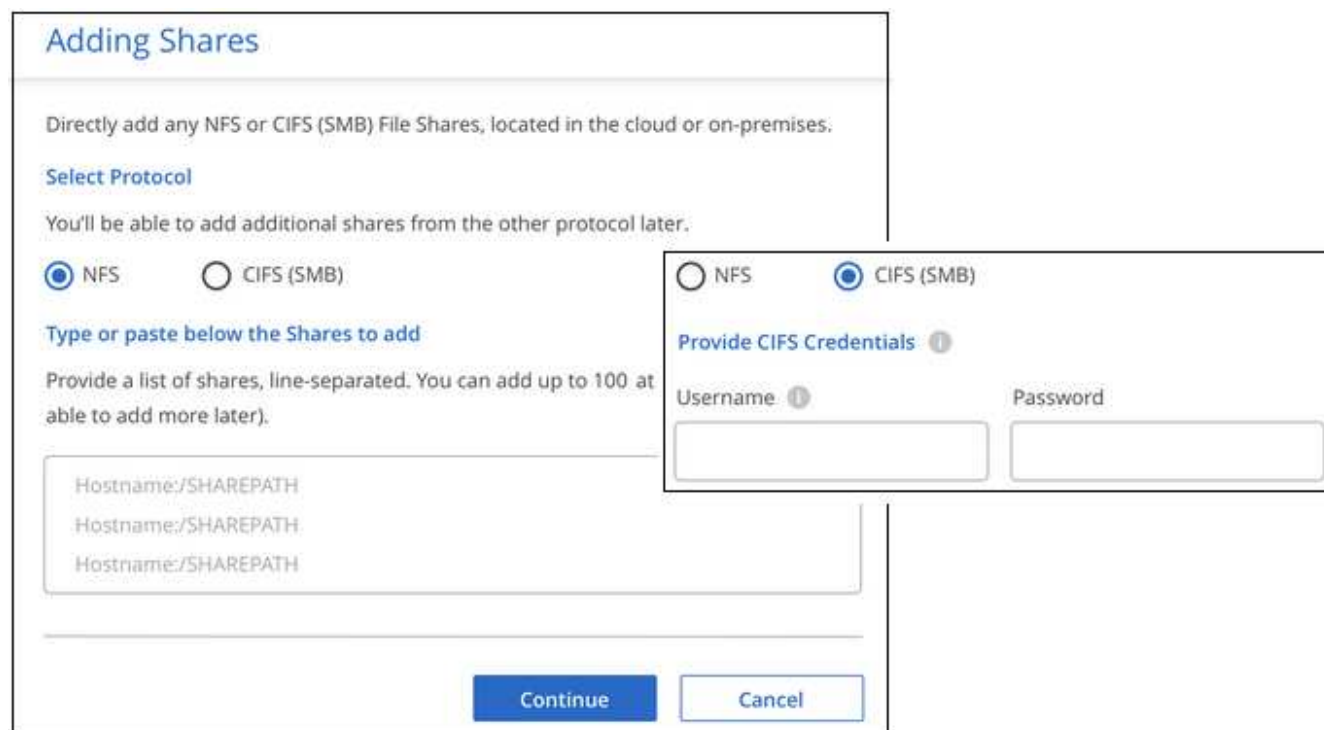 Adding Shares
Directly add any NFS or CIFS (SMB) File Shares, located in the cloud or on-premises.
Select Protocol
You'll be able to add additional shares from the other protocol later.
NFS CIFS (SMB)
Type or paste below the Shares to add
Provide a list of shares, line-separated. You can add up to 100 at
able to add more later).
Hostname:/SHAREPATH
Hostname:/SHAREPATH
Hostname:/SHAREPATH
Continue Cancel
NFS CIFS (SMB)
Provide CIFS Credentials
Username Password